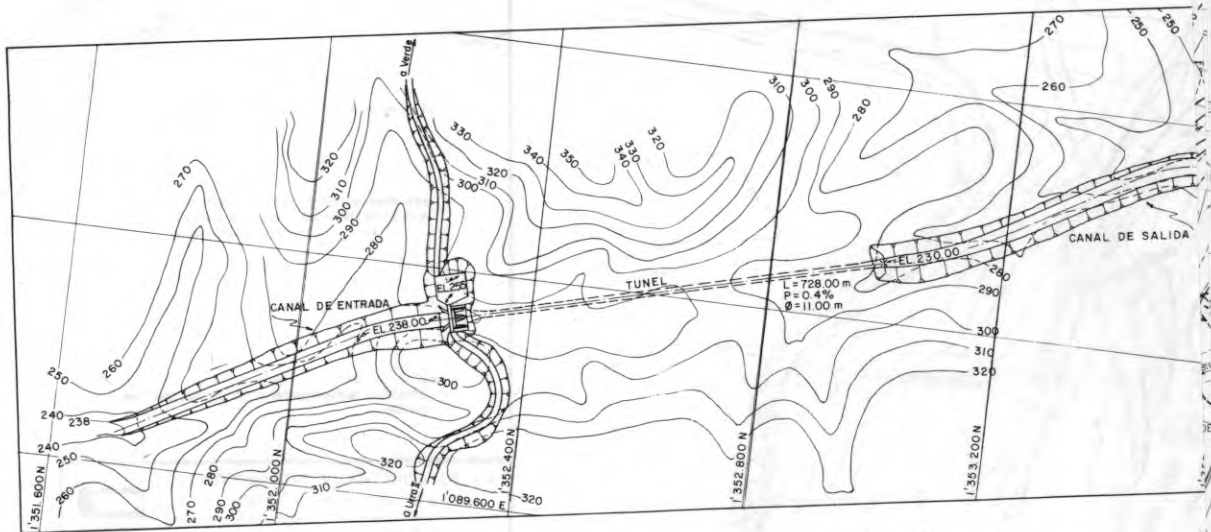 270
250
250
260
a Verde
310
300
290
280
330
340
350
340
330
320
320
310
300
320
310
300
290
280
270
260
250
240
238
240
250
260
CANAL DE ENTRADA
EL. 238.00
EL. 255
TUNEL
L = 728.00 m
P = 0.4%
Ø = 11.00 m
EL. 230.00
CANAL DE SALIDA
280
290
300
310
320
300
320
310
320
270
280
290
300
1'089.600 E
1'351.600 N
1'352.000 N
1'352.400 N
1'352.800 N
1'353.200 N